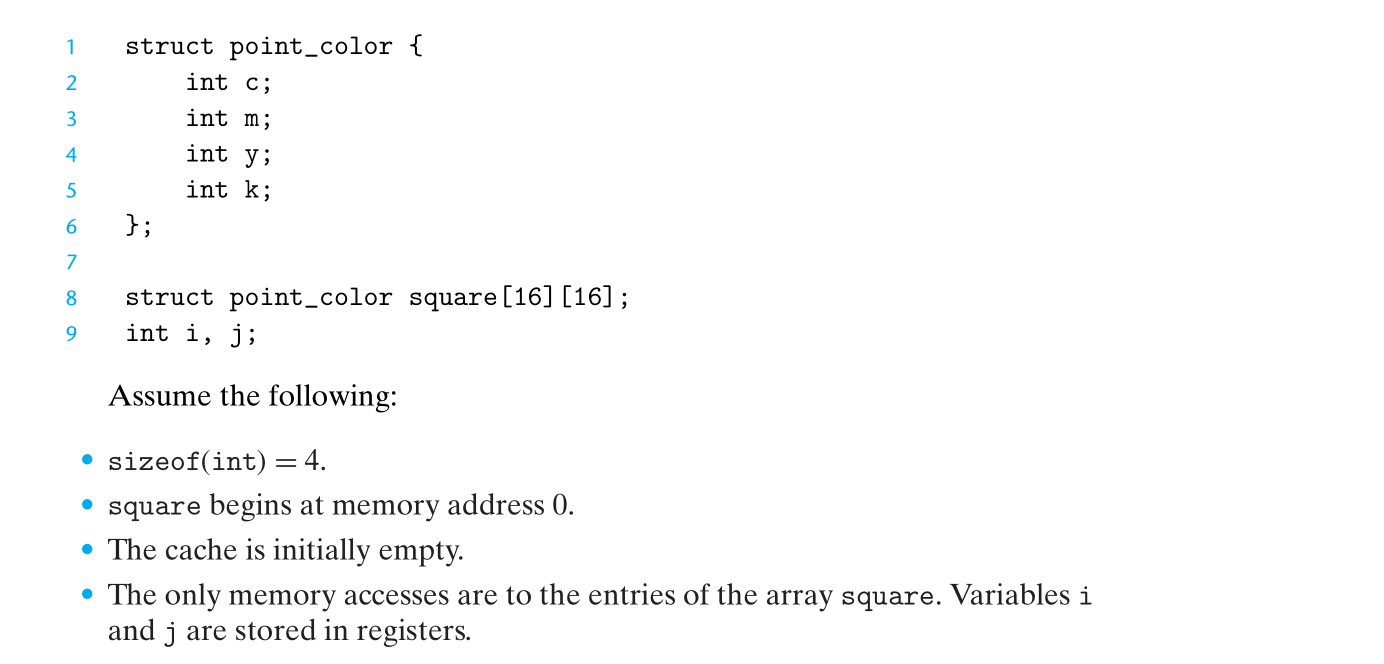 1 struct point_color {
2 int c;
3 int m;
4 int y;
5 int k;
6 };
7
8 struct point_color square[16][16];
9 int i, j;
Assume the following:
• sizeof(int) = 4.
• square begins at memory address 0.
• The cache is initially empty.
• The only memory accesses are to the entries of the array square. Variables i
and j are stored in registers.